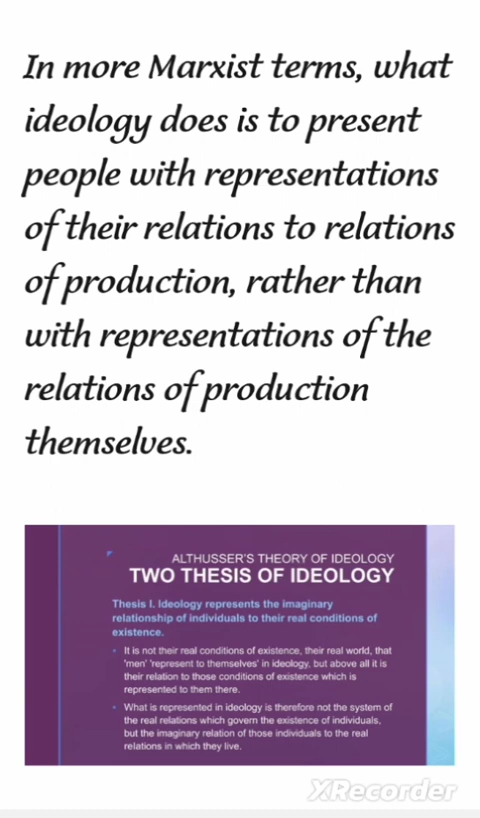 In more Marxist terms, what
ideology does is to present
people with representations
of their relations to relations
of production, rather than
with representations of the
relations of production
themselves.
ALTHUSSER'S THEORY OF IDEOLOGY
TWO THESIS OF IDEOLOGY
Thesis I. Ideology represents the imaginary
relationship of individuals to their real conditions of
existence.
• It is not their real conditions of existence, their real world, that
'men' 'represent to themselves' in ideology, but above all it is
their relation to those conditions of existence which is
represented to them there.
• What is represented in ideology is therefore not the system of
the real relations which govern the existence of individuals,
but the imaginary relation of those individuals to the real
relations in which they live.
XRecorder